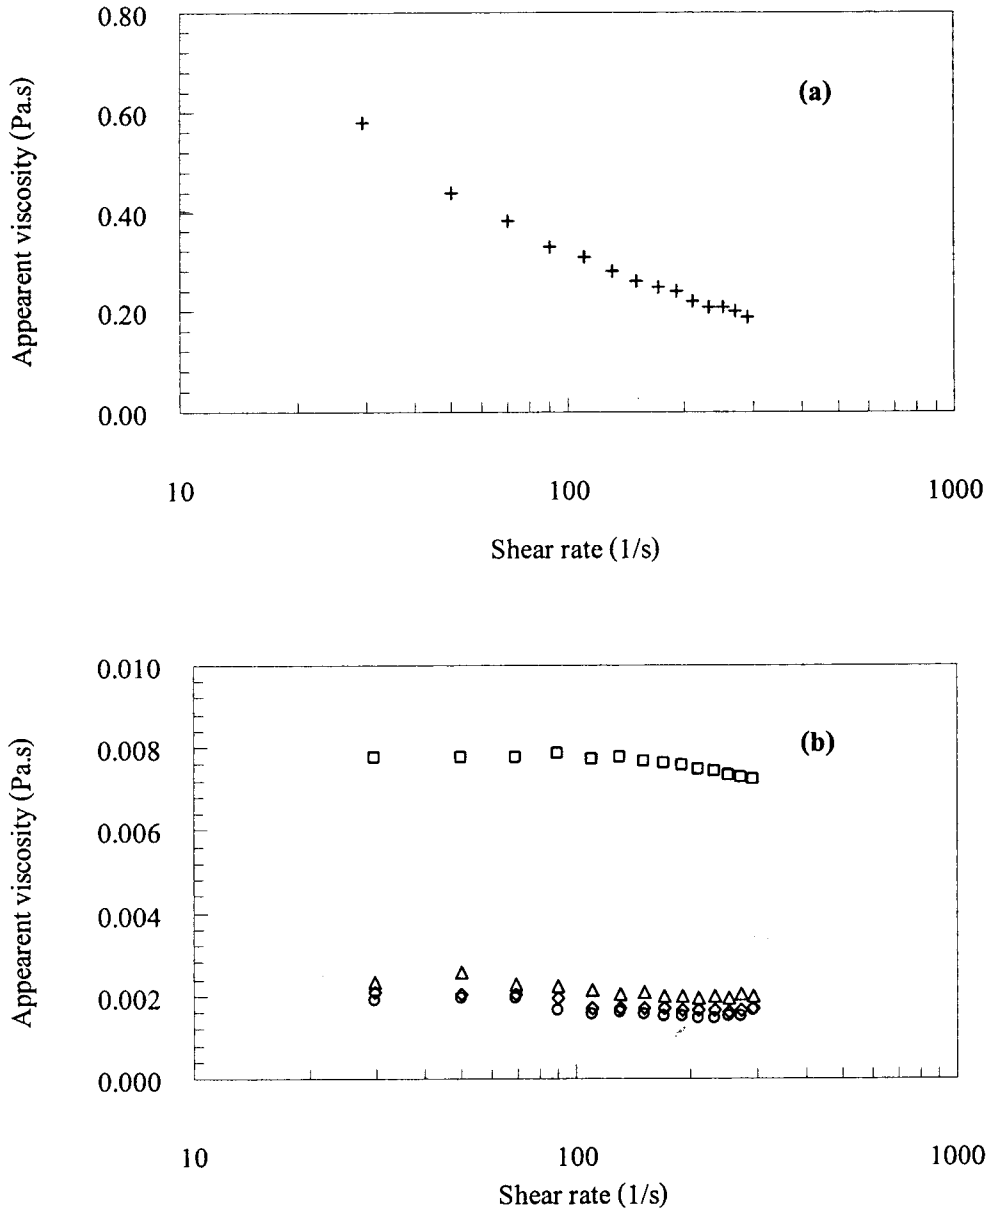 0.80
(a)
0.60
0.40
0.20
0.00
Appearent viscosity (Pa.s)
10 100 1000
Shear rate (1/s)
0.010
(b)
0.008
0.006
0.004
0.002
0.000
Appearent viscosity (Pa.s)
10 100 1000
Shear rate (1/s)